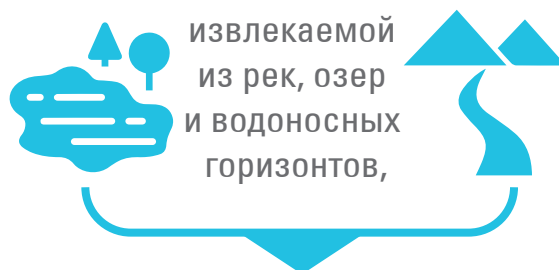 извлекаемой
из рек, озер
и водоносных
горизонтов,